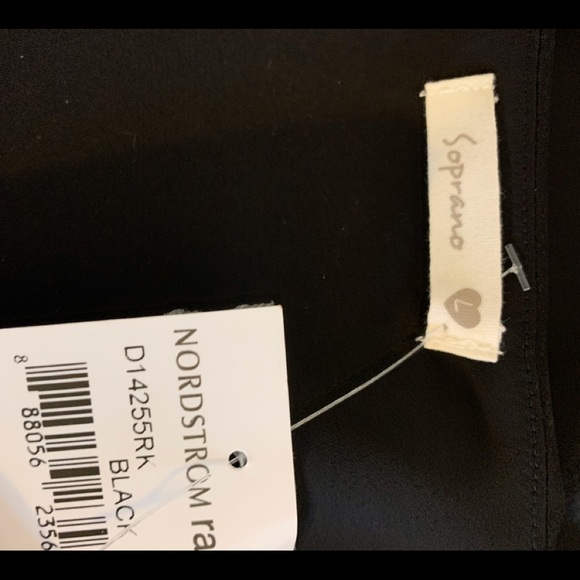 Soprano
L
NORDSTROM ra
D14255RK
BLACK
8 88056 2356